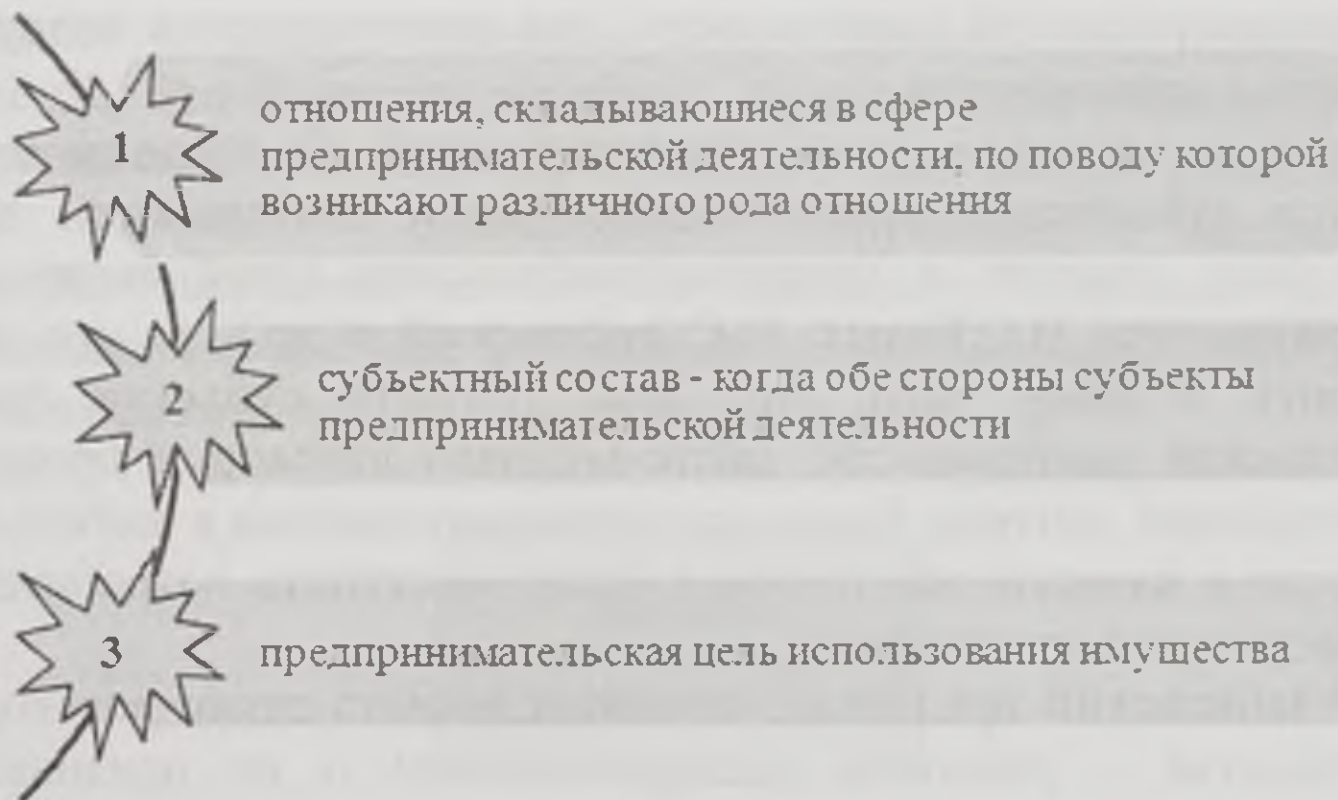 1
отношения, складывающиеся в сфере
предпринимательской деятельности, по поводу которой
возникают различного рода отношения
2
субъектный состав - когда обе стороны субъекты
предпринимательской деятельности
3
предпринимательская цель использования имущества